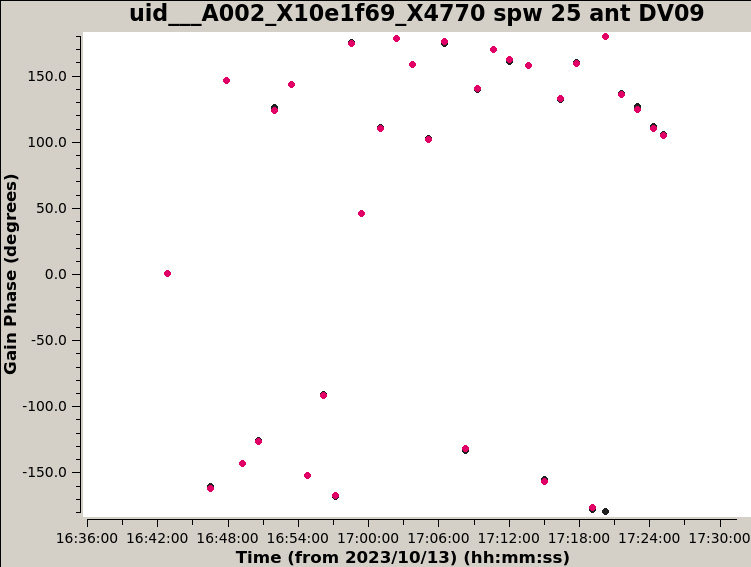 uid___A002_X10e1f69_X4770 spw 25 ant DV09
Gain Phase (degrees)
150.0
100.0
50.0
0.0
-50.0
-100.0
-150.0
16:36:00 16:42:00 16:48:00 16:54:00 17:00:00 17:06:00 17:12:00 17:18:00 17:24:00 17:30:00
Time (from 2023/10/13) (hh:mm:ss)